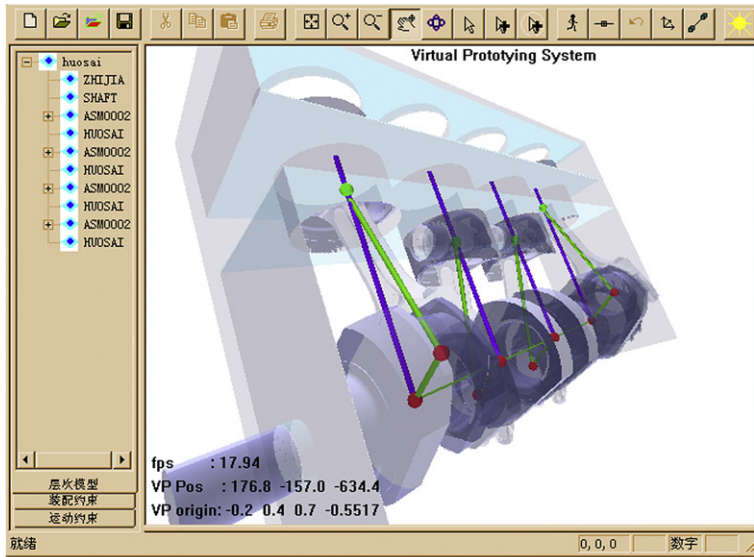 Virtual Prototying System
huosai
ZHIJIA
SHAFT
ASM0002
HUOSAI
ASM0002
HUOSAI
ASM0002
HUOSAI
ASM0002
HUOSAI
fps : 17.94
VP Pos : 176.8 -157.0 -634.4
VP origin: -0.2 0.4 0.7 -0.5517
层次模型
装配约束
运动约束
就绪
0, 0, 0
数字